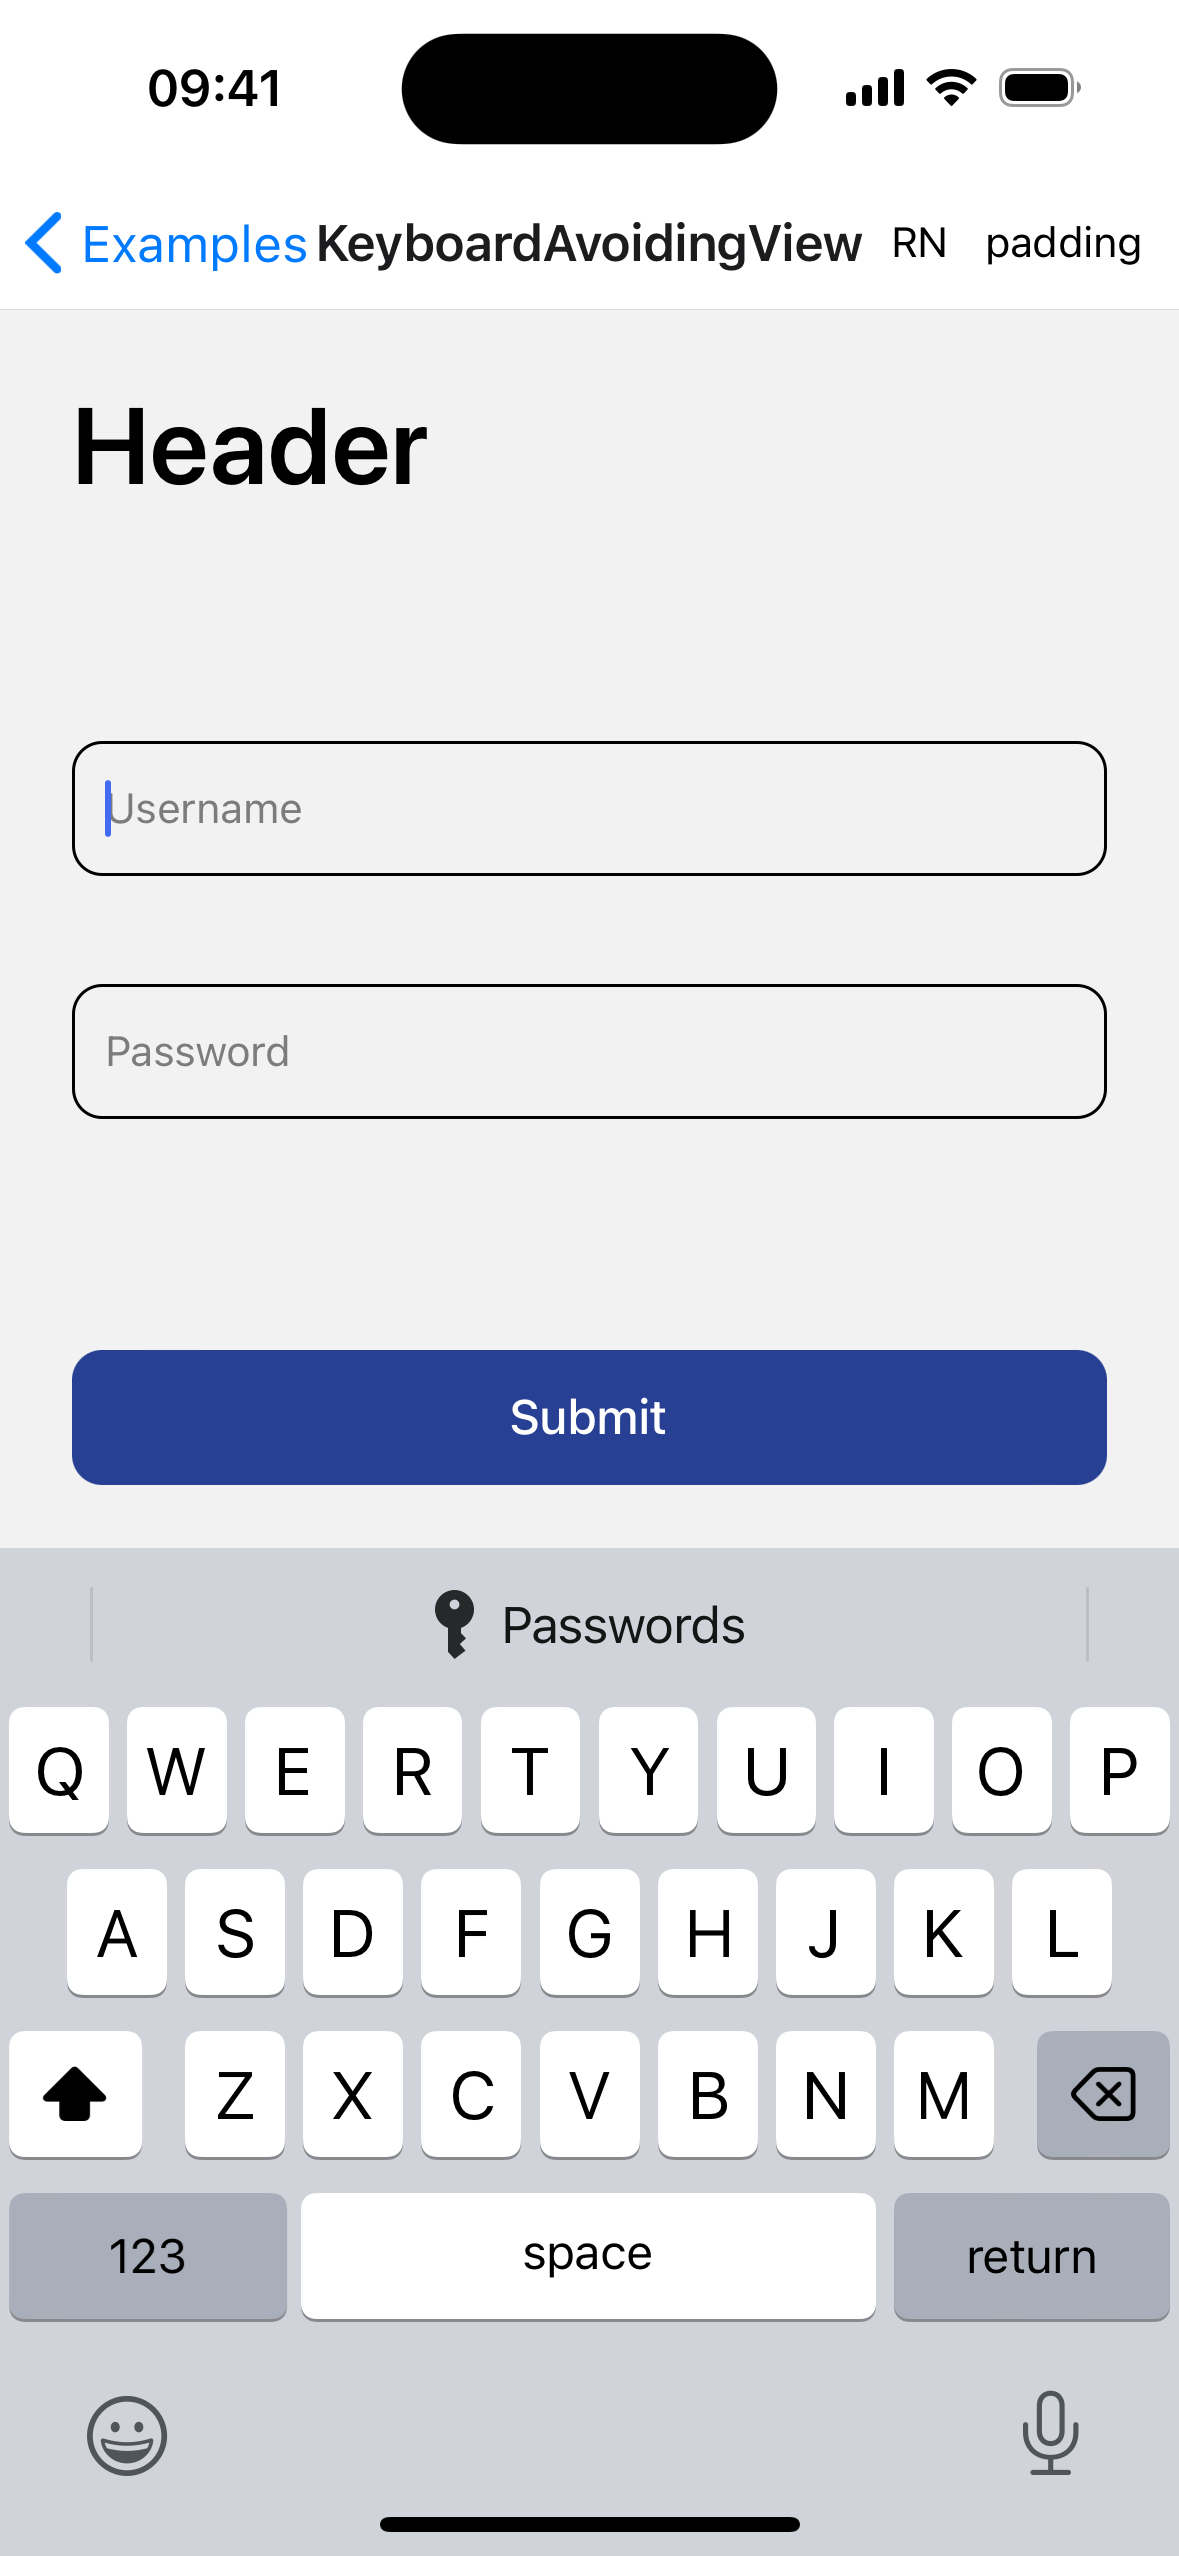 09:41
Examples KeyboardAvoidingView RN padding
Header
Username
Password
Submit
Passwords
Q W E R T Y U I O P
A S D F G H J K L
Z X C V B N M
123 space return